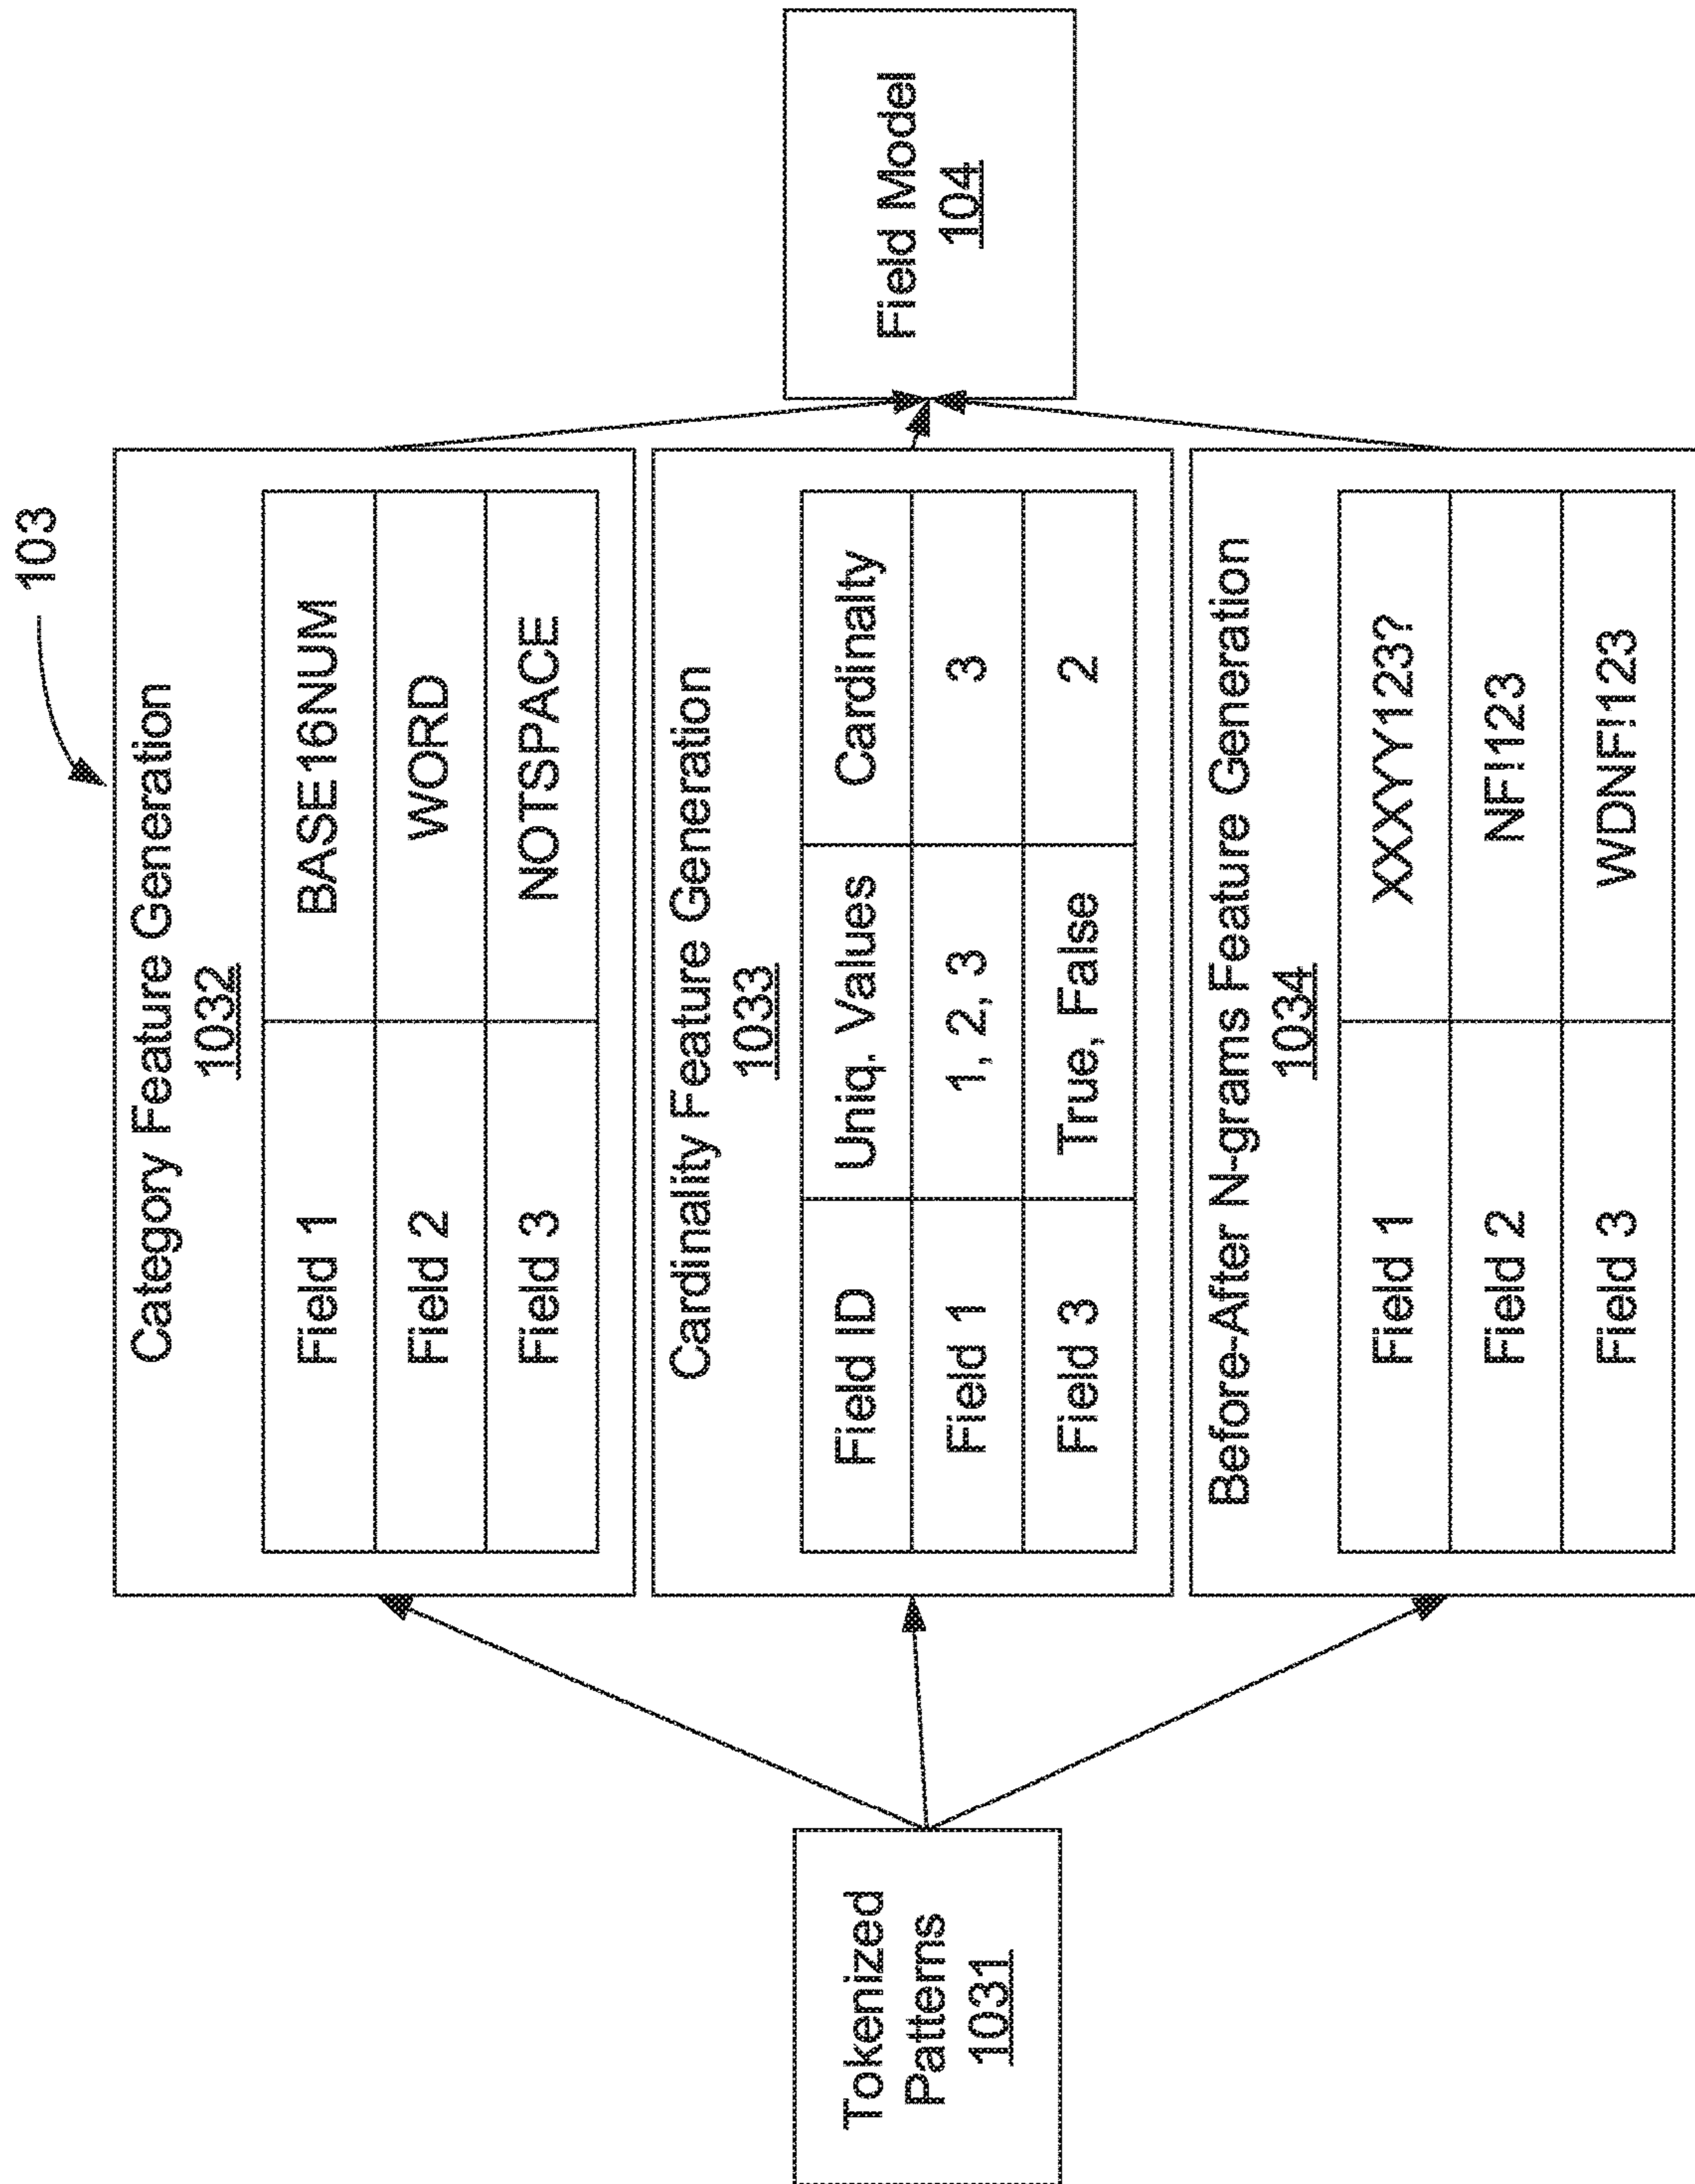 103
Tokenized
Patterns
1031
Category Feature Generation
1032
Field 1 BASE16NUM
Field 2 WORD
Field 3 NOTSPACE
Cardinality Feature Generation
1033
Field ID Uniq. Values Cardinality
Field 1 1, 2, 3 3
Field 3 True, False 2
Before-After N-grams Feature Generation
1034
Field 1 XXXYY123?
Field 2 NF!123
Field 3 WDNF!123
Field Model
104